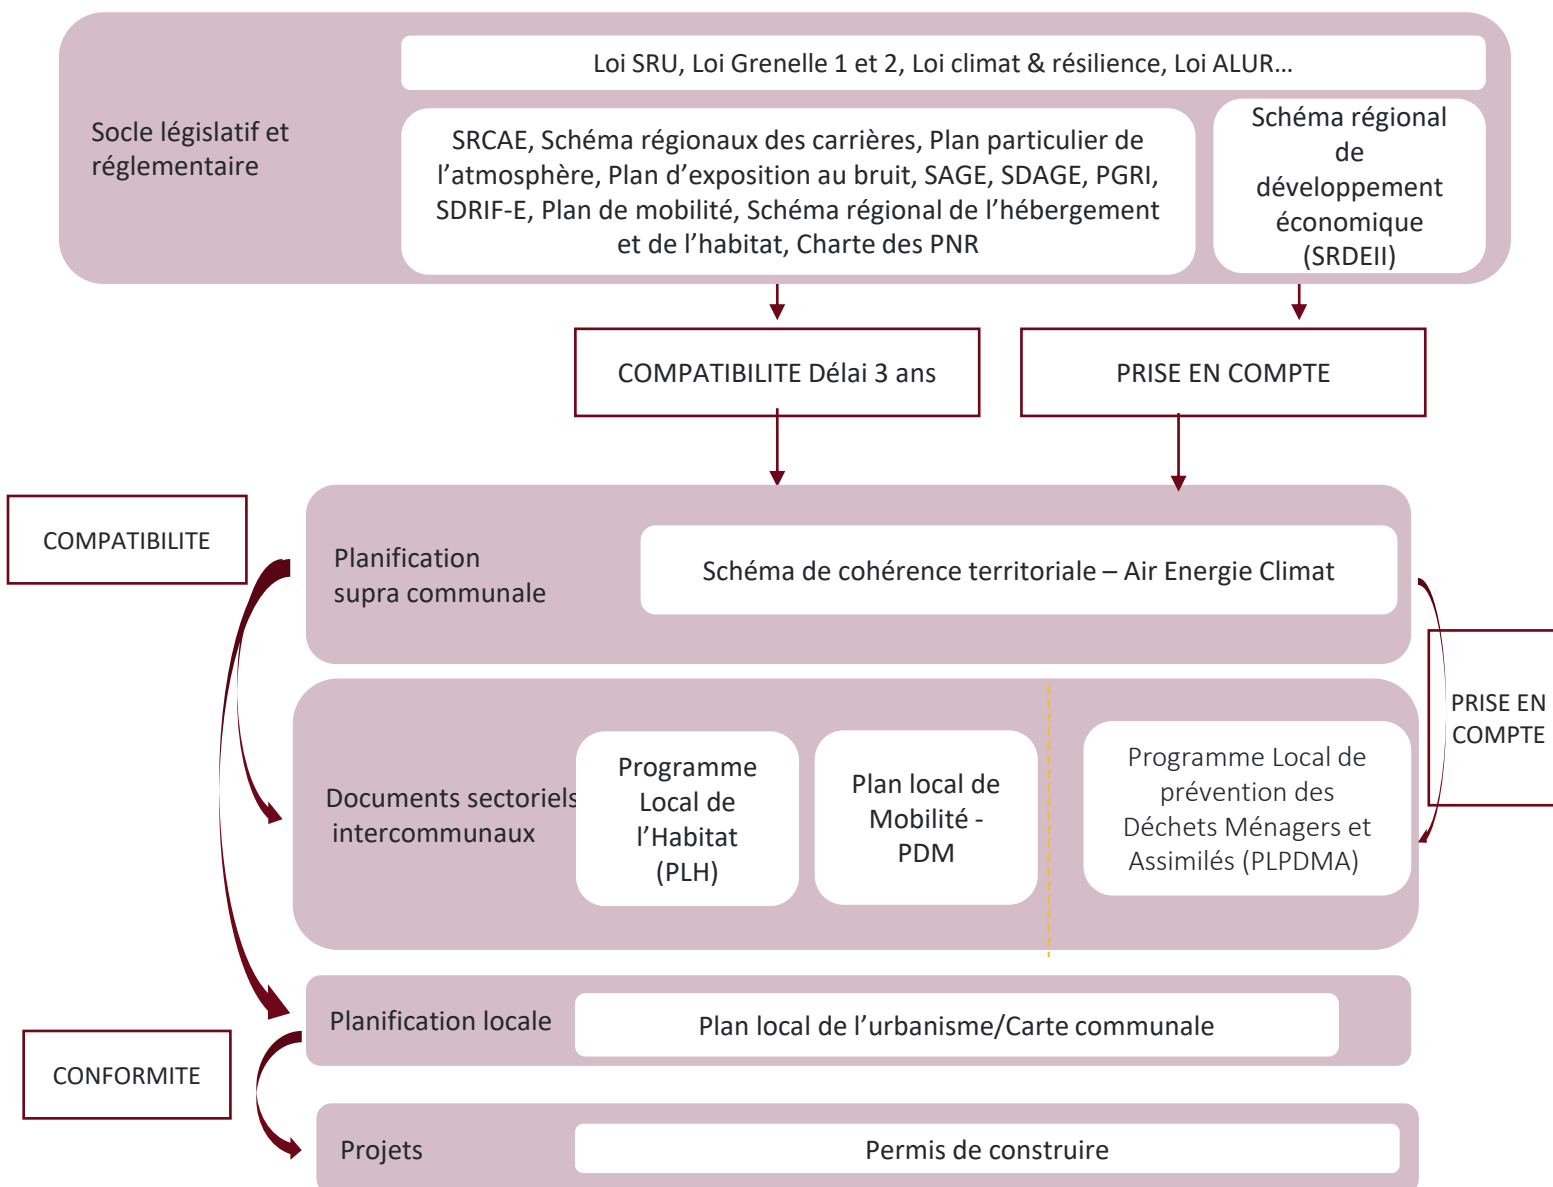 Loi SRU, Loi Grenelle 1 et 2, Loi climat & résilience, Loi ALUR…
Socle législatif et
réglementaire
SRCAE, Schéma régionaux des carrières, Plan particulier de
l’atmosphère, Plan d’exposition au bruit, SAGE, SDAGE, PGRI,
SDRIF-E, Plan de mobilité, Schéma régional de l’hébergement
et de l’habitat, Charte des PNR
Schéma régional
de
développement
économique
(SRDEII)
COMPATIBILITE Délai 3 ans
PRISE EN COMPTE
COMPATIBILITE
Planification
supra communale
Schéma de cohérence territoriale – Air Energie Climat
PRISE EN
COMPTE
Documents sectoriels
intercommunaux
Programme
Local de
l’Habitat
(PLH)
Plan local de
Mobilité -
PDM
Programme Local de
prévention des
Déchets Ménagers et
Assimilés (PLPDMA)
Planification locale
Plan local de l’urbanisme/Carte communale
CONFORMITE
Projets
Permis de construire